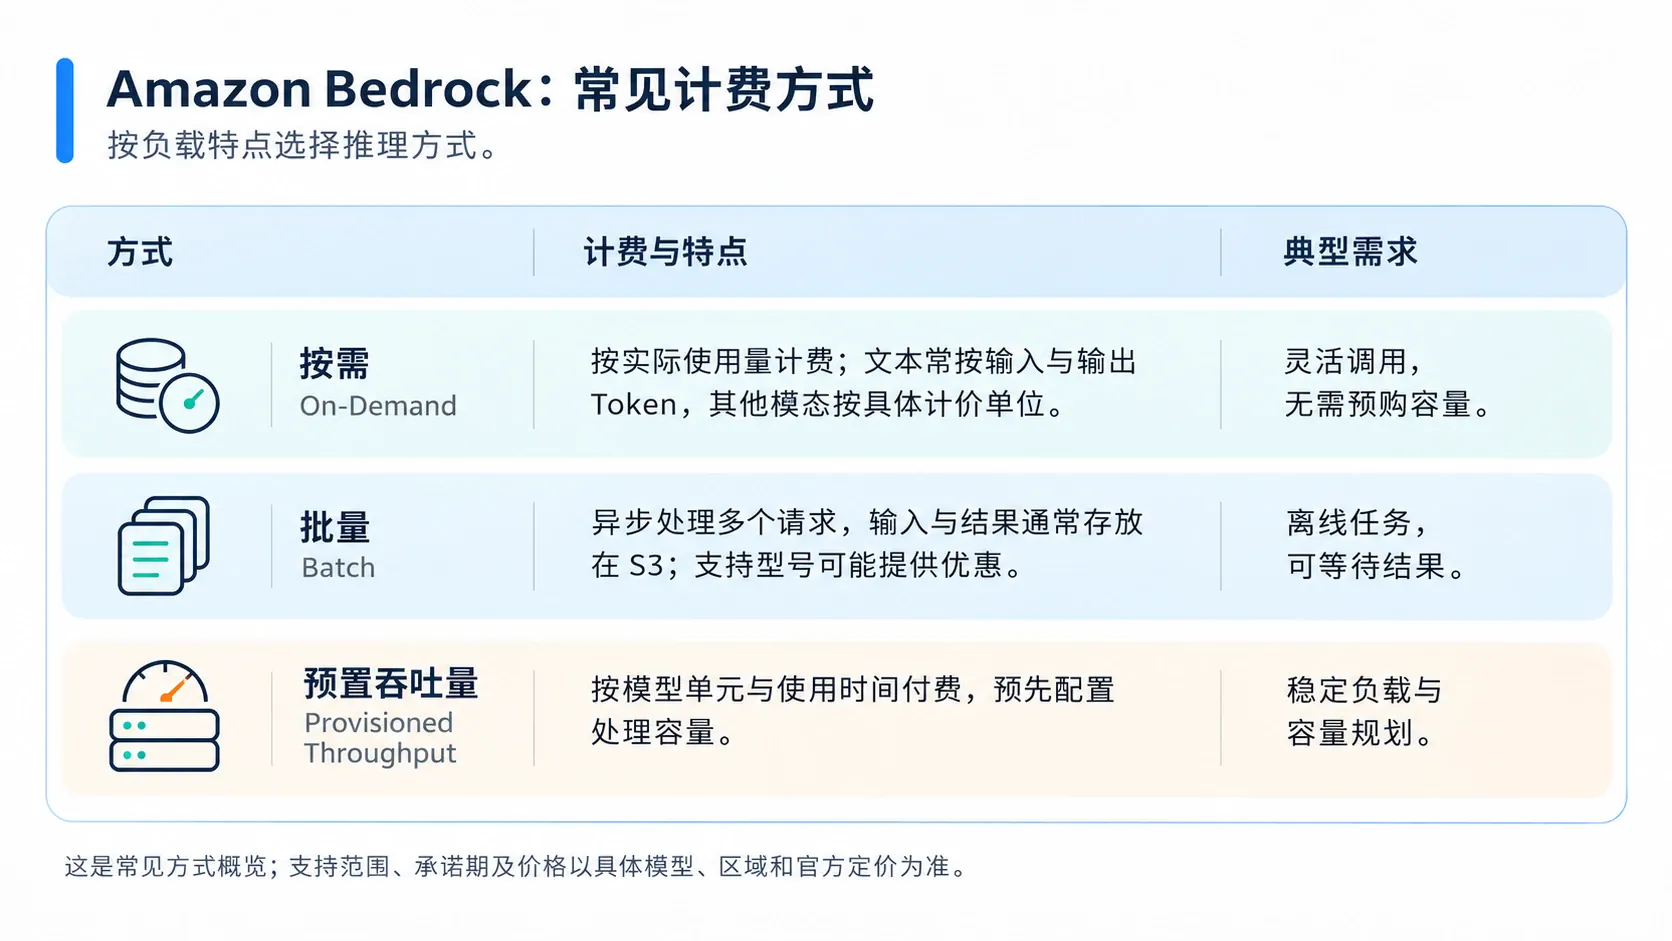 Amazon Bedrock：常见计费方式
按负载特点选择推理方式。
方式
计费与特点
典型需求
按需
On-Demand
按实际使用量计费；文本常按输入与输出
Token，其他模态按具体计价单位。
灵活调用，
无需预购容量。
批量
Batch
异步处理多个请求，输入与结果通常存放
在 S3；支持型号可能提供优惠。
离线任务，
可等待结果。
预置吞吐量
Provisioned
Throughput
按模型单元与使用时间付费，预先配置
处理容量。
稳定负载与
容量规划。
这是常见方式概览；支持范围、承诺期及价格以具体模型、区域和官方定价为准。